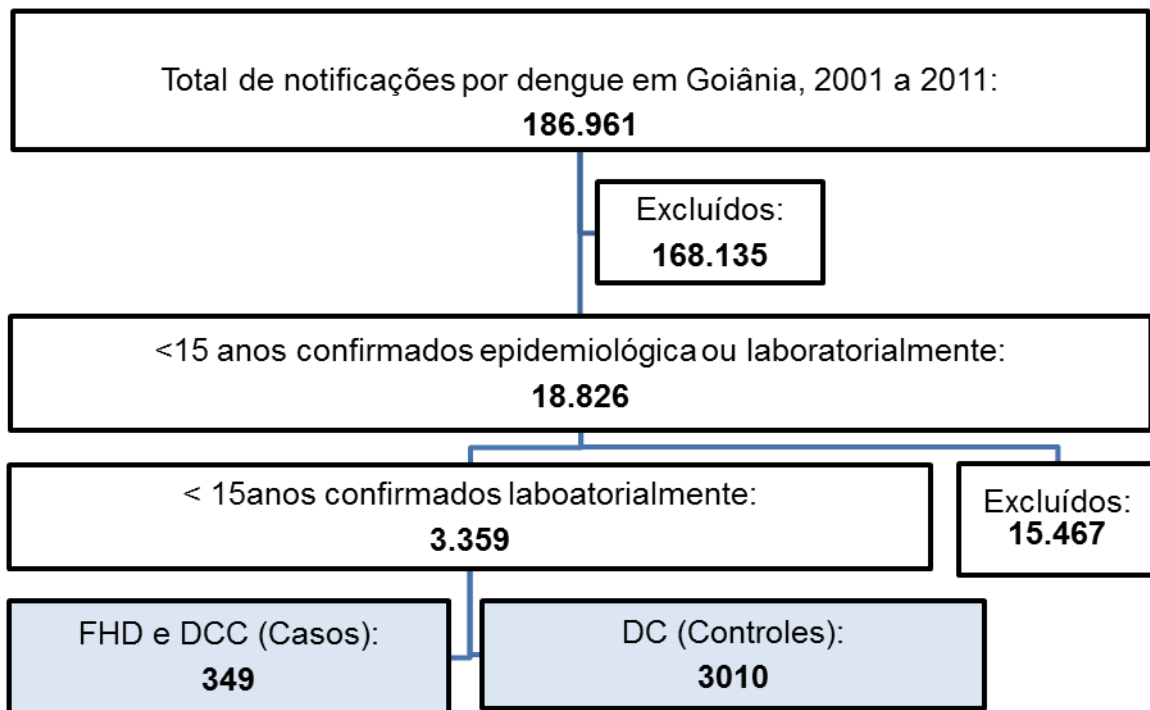 Total de notificações por dengue em Goiânia, 2001 a 2011:
186.961
Excluídos:
168.135
<15 anos confirmados epidemiológica ou laboratorialmente:
18.826
< 15anos confirmados laboatorialmente:
3.359
Excluídos:
15.467
FHD e DCC (Casos):
349
DC (Controles):
3010